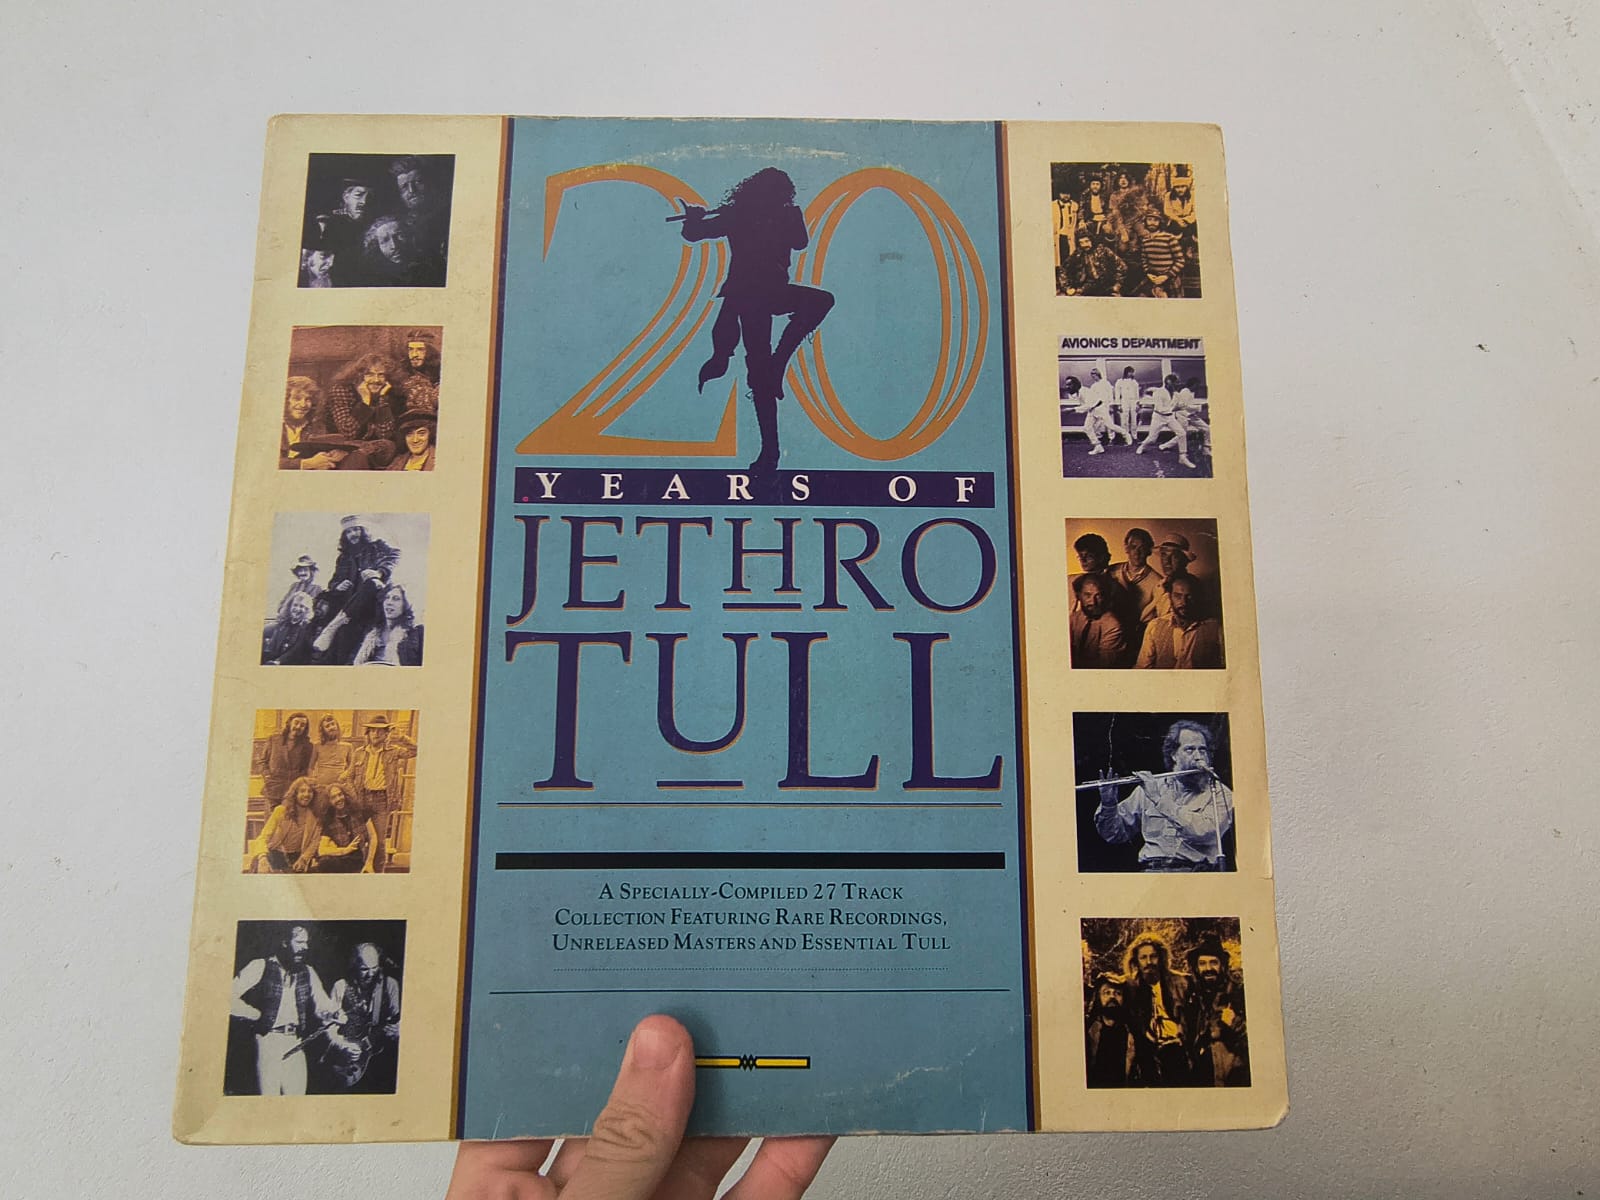 20
YEARS OF
JETHRO
TULL
AVIONICS DEPARTMENT
A SPECIALLY-COMPILED 27 TRACK
COLLECTION FEATURING RARE RECORDINGS,
UNRELEASED MASTERS AND ESSENTIAL TULL